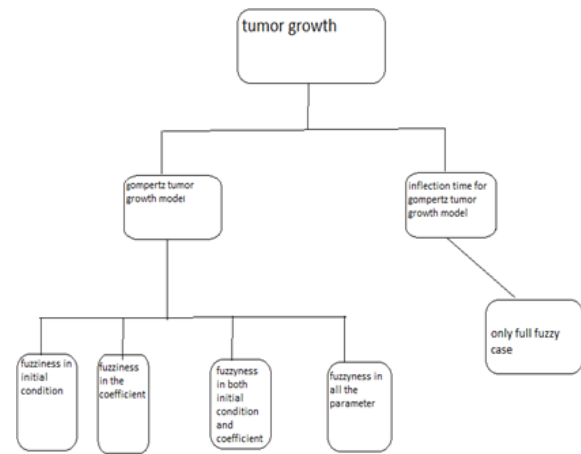 tumor growth
gompertz tumor
growth model
inflection time for
gompertz tumor
growth model
only full fuzzy
case
fuzziness in
initial
condition
fuzziness
in the
coefficient
fuzzyness
in both
initial
condition
and
coefficient
fuzzyness in
all the
parameter